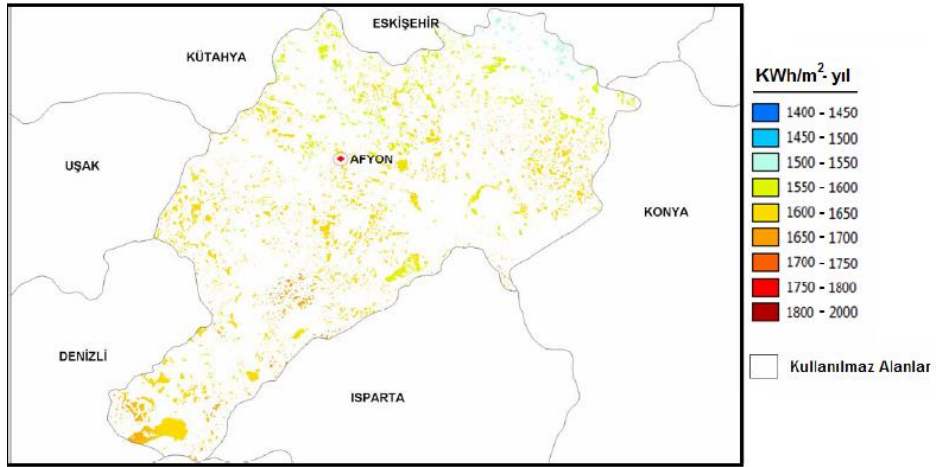 ESKİŞEHİR
KÜTAHYA
UŞAK
AFYON
KONYA
DENİZLİ
ISPARTA
KWh/m²- yıl
1400 - 1450
1450 - 1500
1500 - 1550
1550 - 1600
1600 - 1650
1650 - 1700
1700 - 1750
1750 - 1800
1800 - 2000
Kullanılmaz Alanlar